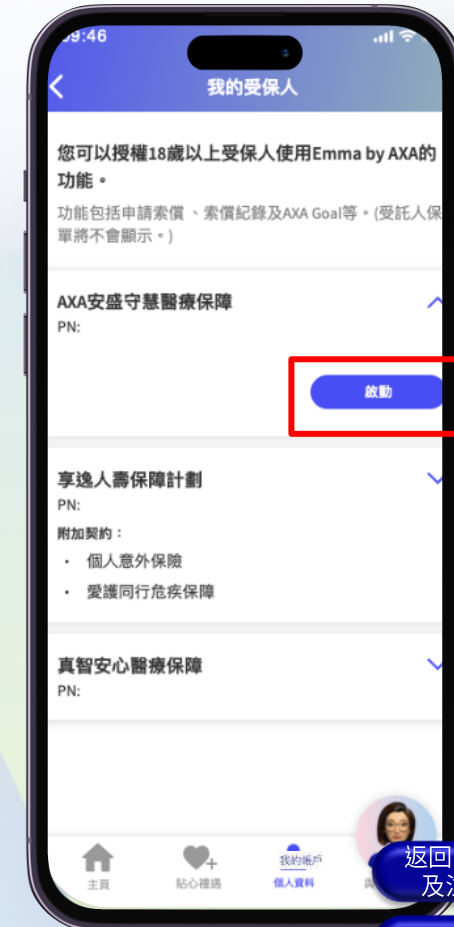 09:46
我的受保人
您可以授權18歲以上受保人使用Emma by AXA的
功能。
功能包括申請索償、索償紀錄及AXA Goal等。(受託人保
單將不會顯示。)
AXA安盛守慧醫療保障
PN:
啟動
享逸人壽保障計劃
PN:
附加契約：
· 個人意外保險
· 愛護同行危疾保障
真智安心醫療保障
PN:
主頁
貼心禮遇
我的帳戶
個人資料
返回
及